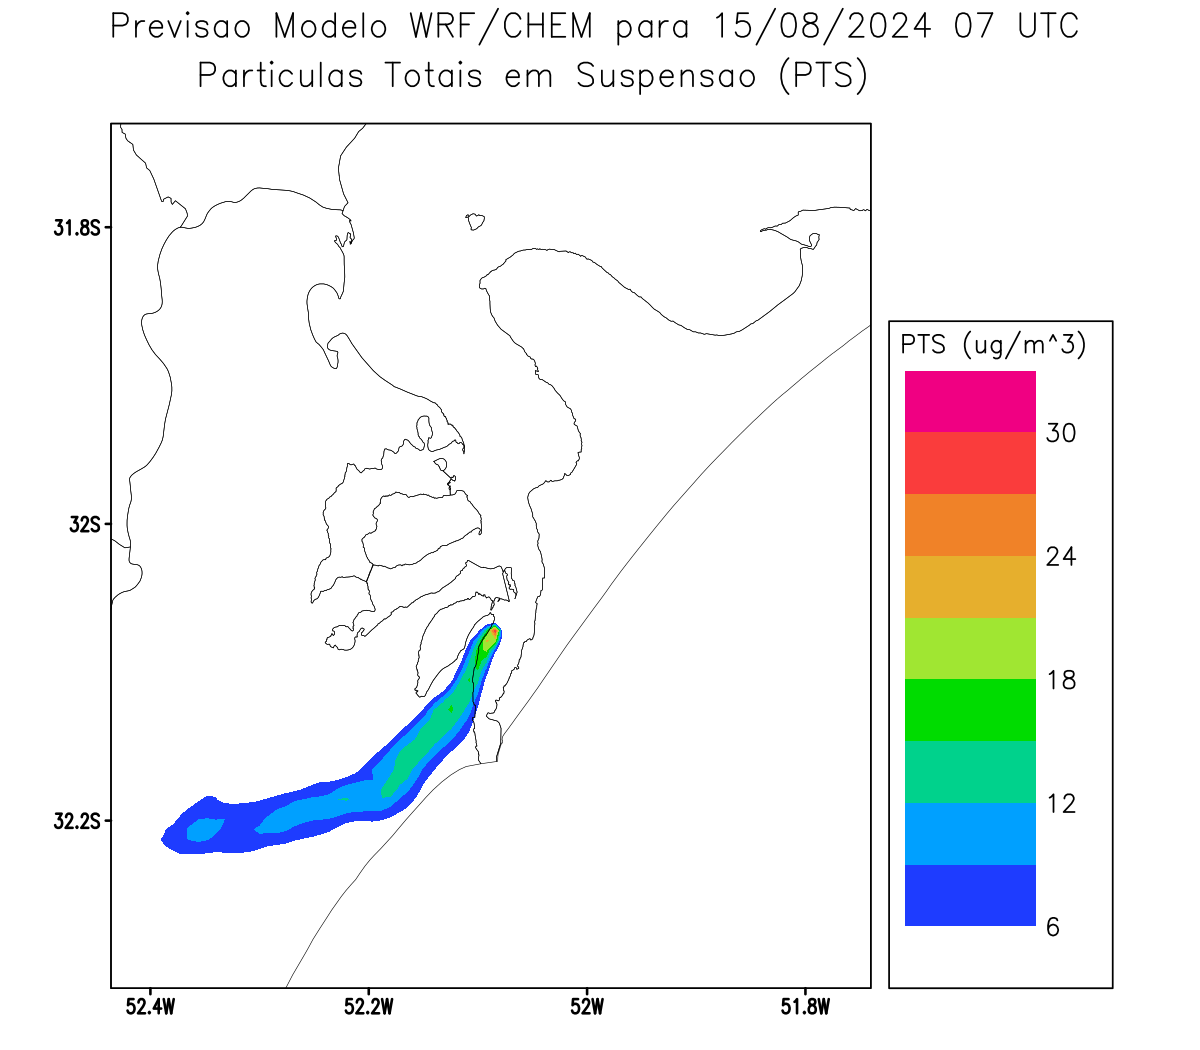 Previsao Modelo WRF/CHEM para 15/08/2024 07 UTC
Particulas Totais em Suspensao (PTS)
31.8S
32S
32.2S
52.4W
52.2W
52W
51.8W
PTS (ug/m^3)
30
24
18
12
6